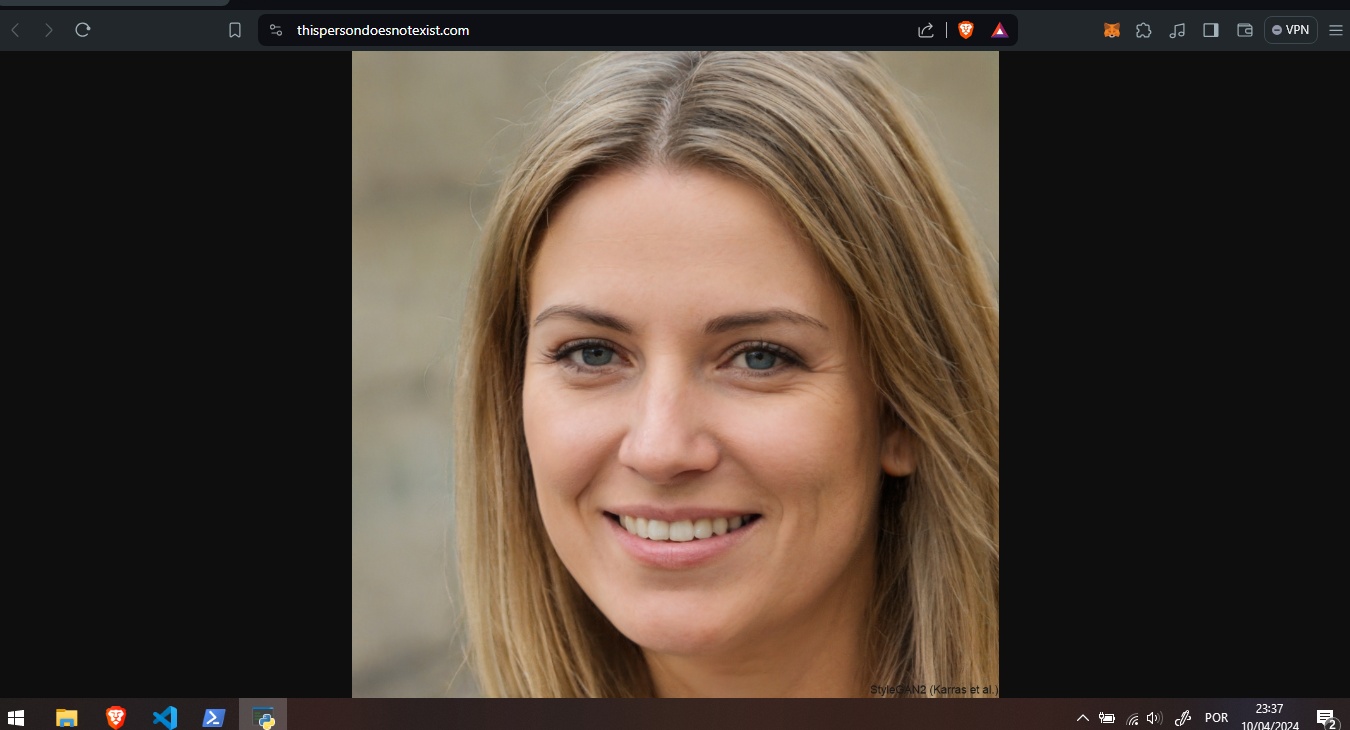 thispersondoesnotexist.com
VPN
StyleGAN2 (Karras et al.)
POR
23:37
10/04/2024
2